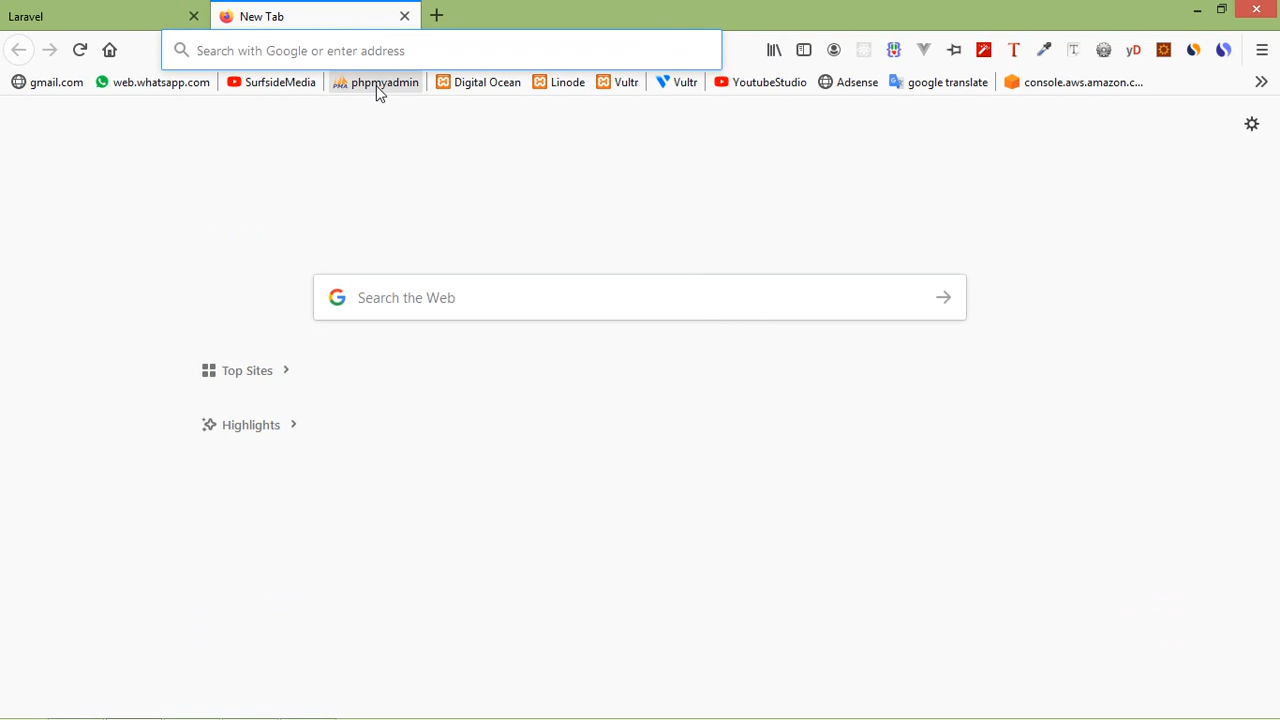 Laravel
New Tab
Search with Google or enter address
gmail.com
web.whatsapp.com
SurfsideMedia
phpmyadmin
Digital Ocean
Linode
Vultr
Vultr
YoutubeStudio
Adsense
google translate
console.aws.amazon.c...
Search the Web
Top Sites
Highlights